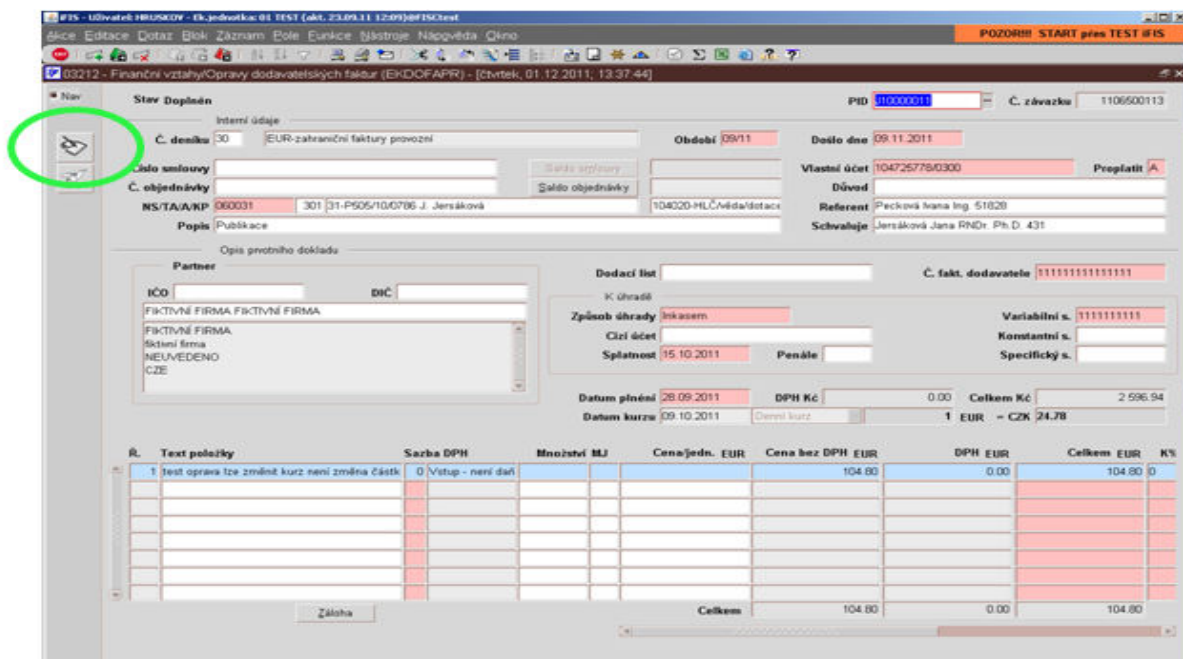 iFIS - Uživatel: HRUSKOV - Ek.jednotka: 01 TEST (akt. 23.09.11 12:09)@FISCtest
Akce Editace Dotaz Blok Záznam Pole Funkce Nástroje Nápověda Okno POZOR!!! START přes TEST iFIS
03212 - Finanční vztahy/Opravy dodavatelských faktur (EKDOFAPR) - [čtvrtek, 01.12.2011, 13:37:44]
Nav Stav Doplněn PID J10000011 Č. závazku 1106500113
Interní údaje
Č. deníku 30 EUR-zahraniční faktury provozní Období 09/11 Došlo dne 09.11.2011
Číslo smlouvy Saldo smlouvy Vlastní účet 104725778/0300 Proplatit A
Č. objednávky Saldo objednávky Důvod
NS/TA/A/KP 060031 301 31-P505/10/0786 J. Jersáková 104020-HLČ/věda/dotace Referent Pecková Ivana Ing. 51828
Popis Publikace Schvaluje Jersáková Jana RNDr. Ph.D. 431
Opis prvotního dokladu
Partner Dodací list Č. fakt. dodavatele 111111111111111
IČO DIČ K úhradě
FIKTIVNÍ FIRMA FIKTIVNÍ FIRMA Způsob úhrady Inkasem Variabilní s. 1111111111
FIKTIVNÍ FIRMA Cizí účet Konstantní s.
fiktivní firma
NEUVEDENO Splatnost 15.10.2011 Penále Specifický s.
CZE
Datum plnění 28.09.2011 DPH Kč 0.00 Celkem Kč 2 596.94
Datum kurzu 09.10.2011 Denní kurz 1 EUR = CZK 24.78
Ř. Text položky Sazba DPH Množství MJ Cena/jedn. EUR Cena bez DPH EUR DPH EUR Celkem EUR K%
1 test oprava lze změnit kurz není změna částk 0 Vstup - není daň 104.80 0.00 104.80 0
Záloha Celkem 104.80 0.00 104.80